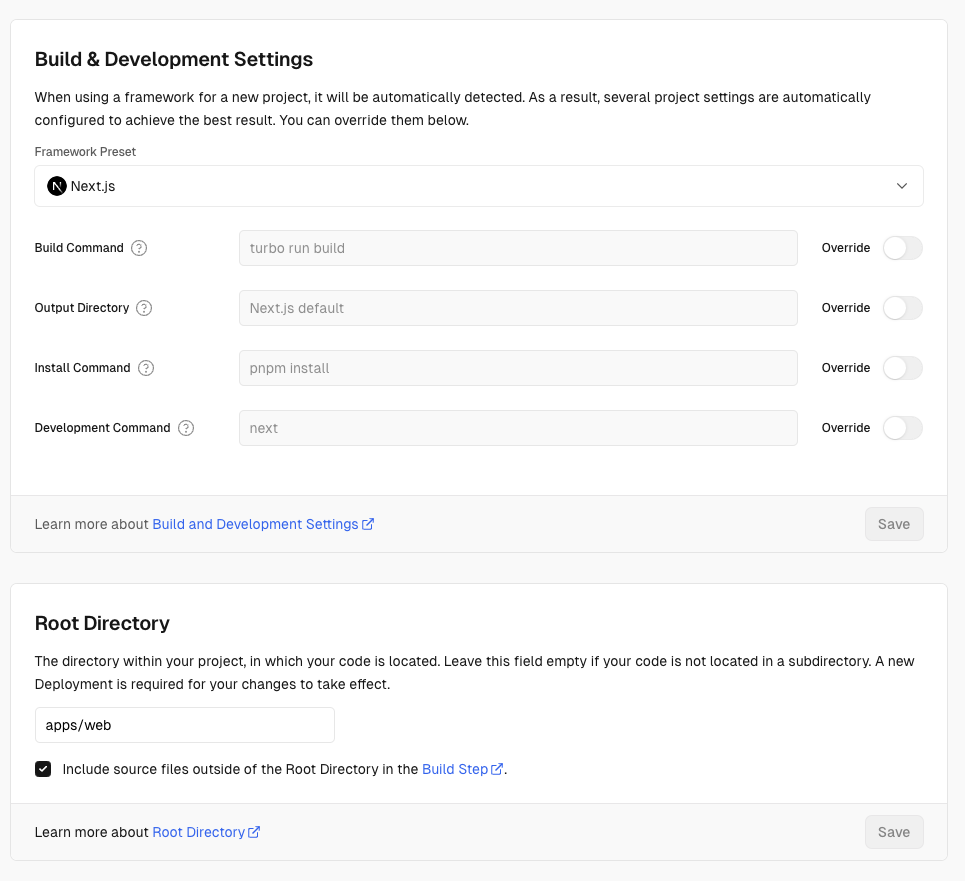 Build & Development Settings
When using a framework for a new project, it will be automatically detected. As a result, several project settings are automatically
configured to achieve the best result. You can override them below.
Framework Preset
N Next.js
Build Command ? turbo run build Override
Output Directory ? Next.js default Override
Install Command ? pnpm install Override
Development Command ? next Override
Learn more about Build and Development Settings Save
Root Directory
The directory within your project, in which your code is located. Leave this field empty if your code is not located in a subdirectory. A new
Deployment is required for your changes to take effect.
apps/web
Include source files outside of the Root Directory in the Build Step.
Learn more about Root Directory Save